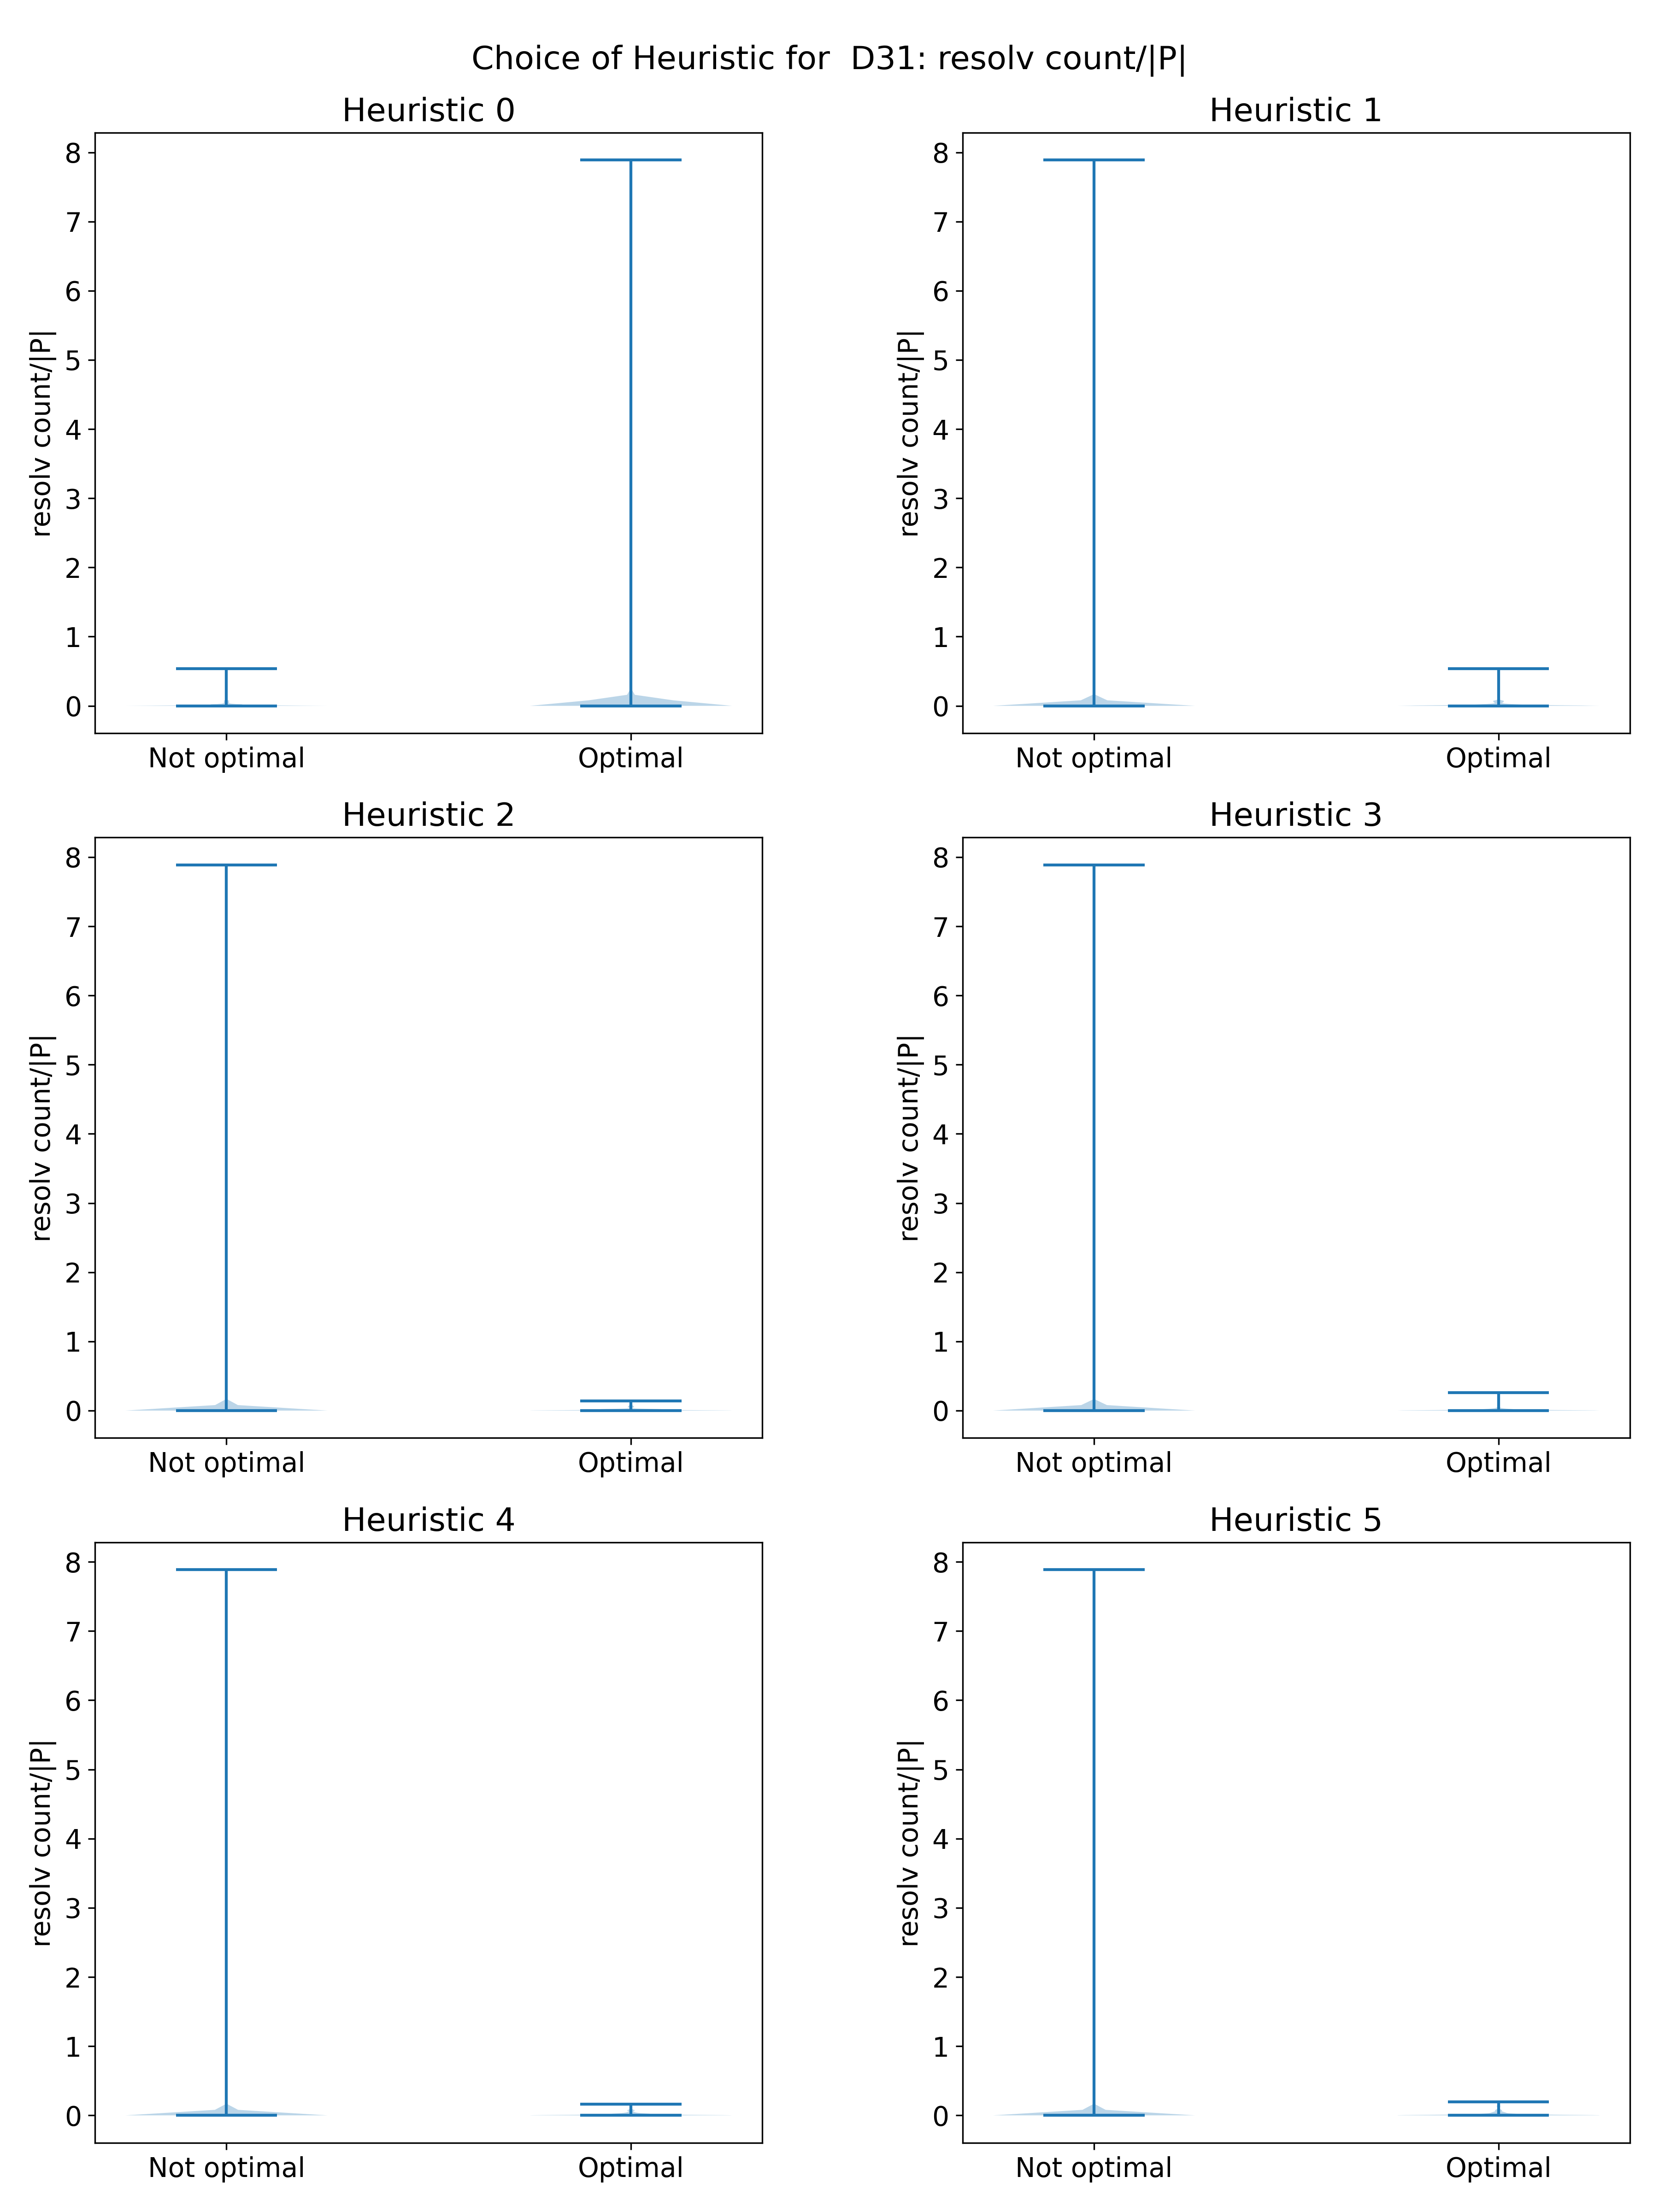 Choice of Heuristic for  D31: resolv count/|P|
Heuristic 0
resolv count/|P|
8
7
6
5
4
3
2
1
0
Not optimal Optimal
Heuristic 1
resolv count/|P|
8
7
6
5
4
3
2
1
0
Not optimal Optimal
Heuristic 2
resolv count/|P|
8
7
6
5
4
3
2
1
0
Not optimal Optimal
Heuristic 3
resolv count/|P|
8
7
6
5
4
3
2
1
0
Not optimal Optimal
Heuristic 4
resolv count/|P|
8
7
6
5
4
3
2
1
0
Not optimal Optimal
Heuristic 5
resolv count/|P|
8
7
6
5
4
3
2
1
0
Not optimal Optimal